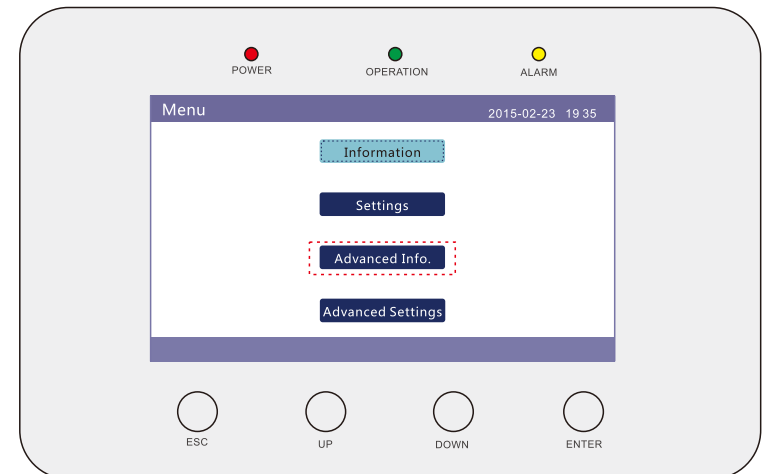 POWER OPERATION ALARM
Menu 2015-02-23 19 35
Information
Settings
Advanced Info.
Advanced Settings
ESC UP DOWN ENTER